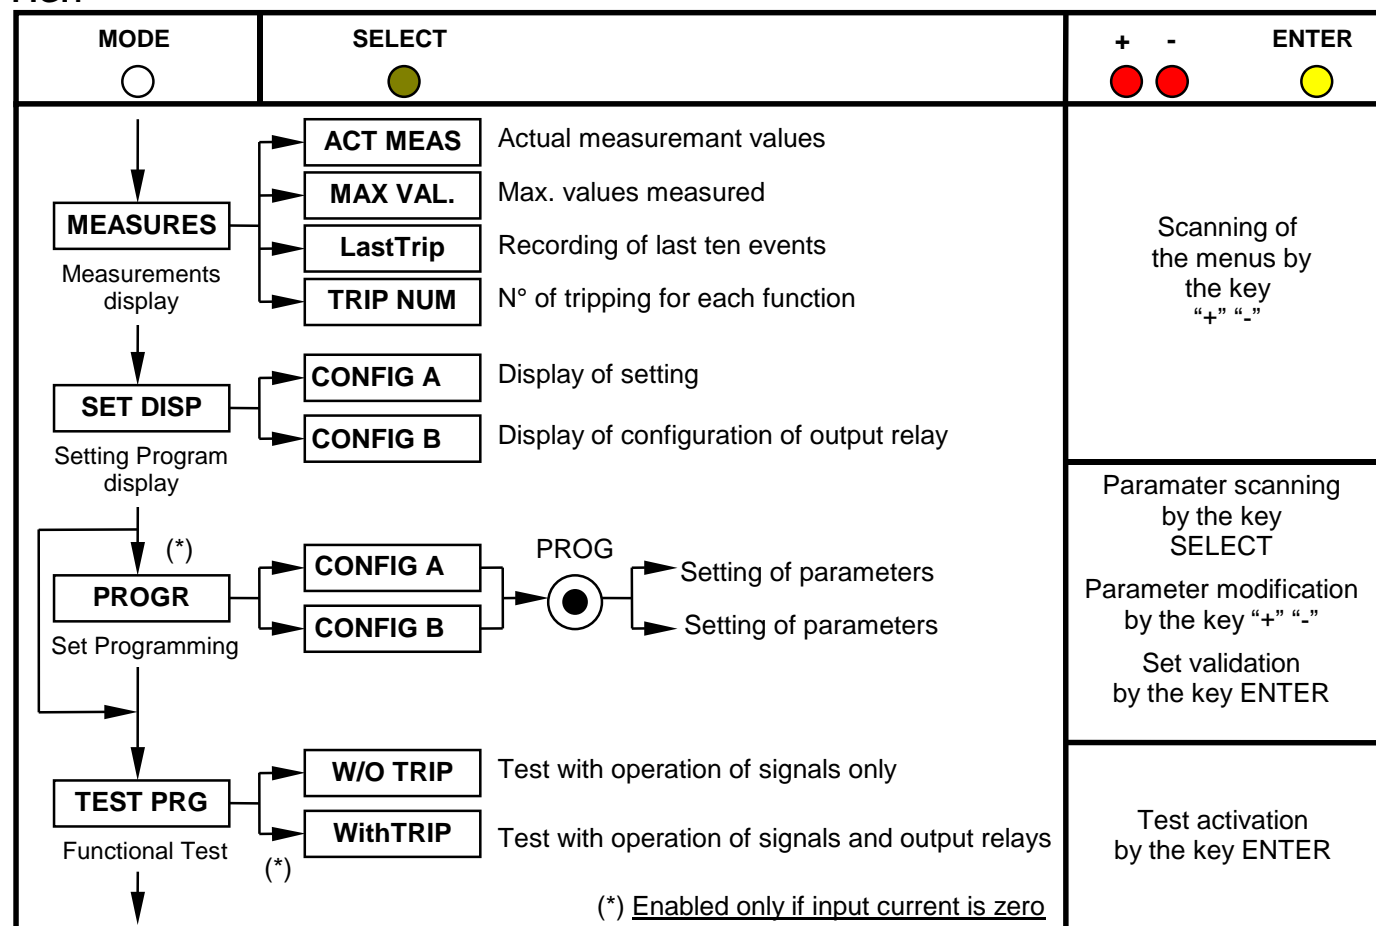 MODE
SELECT
+ -
ENTER
ACT MEAS
Actual measuremant values
MAX VAL.
Max. values measured
MEASURES
LastTrip
Recording of last ten events
Measurements
display
TRIP NUM
N° of tripping for each function
Scanning of
the menus by
the key
“+” “-”
CONFIG A
Display of setting
SET DISP
CONFIG B
Display of configuration of output relay
Setting Program
display
(*)
CONFIG A
PROG
Setting of parameters
PROGR
CONFIG B
Setting of parameters
Set Programming
Paramater scanning
by the key
SELECT
Parameter modification
by the key “+” “-”
Set validation
by the key ENTER
W/O TRIP
Test with operation of signals only
TEST PRG
WithTRIP
Test with operation of signals and output relays
Functional Test
(*)
Test activation
by the key ENTER
(*) Enabled only if input current is zero